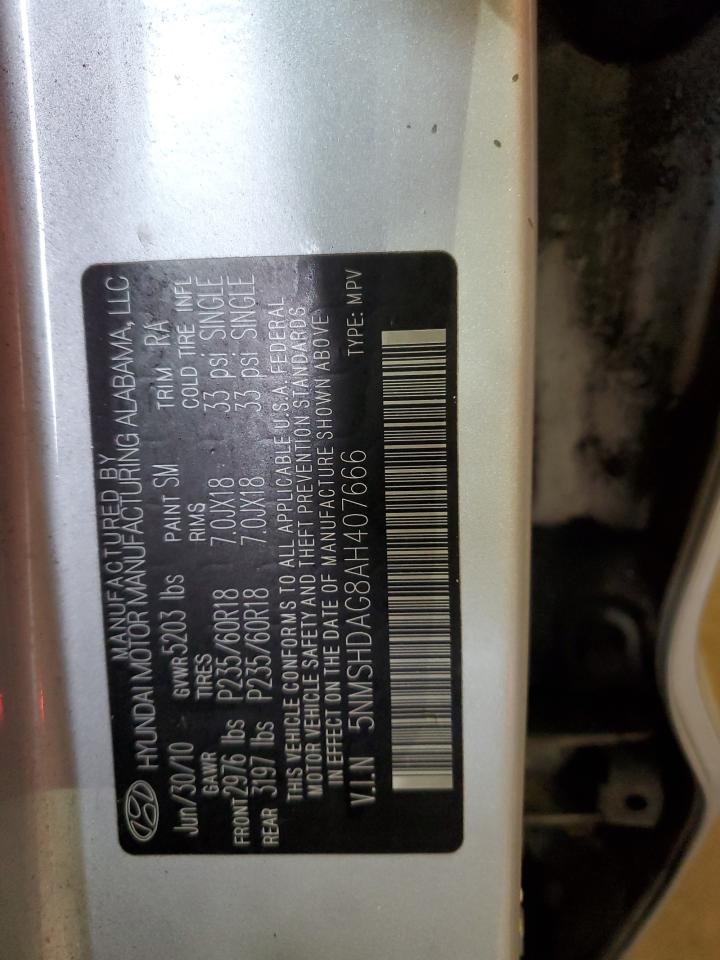 MANUFACTURED BY
HYUNDAI MOTOR MANUFACTURING ALABAMA, LLC
Jun/30/10 GVWR 5203 lbs PAINT SM TRIM RA
GAWR TIRES RIMS COLD TIRE INFL
FRONT 2976 lbs P235/60R18 7.0JX18 33 psi SINGLE
REAR 3197 lbs P235/60R18 7.0JX18 33 psi SINGLE
THIS VEHICLE CONFORMS TO ALL APPLICABLE U.S.A. FEDERAL
MOTOR VEHICLE SAFETY AND THEFT PREVENTION STANDARDS
IN EFFECT ON THE DATE OF MANUFACTURE SHOWN ABOVE
V.I.N 5NMSHDAG8AH407666 TYPE: MPV